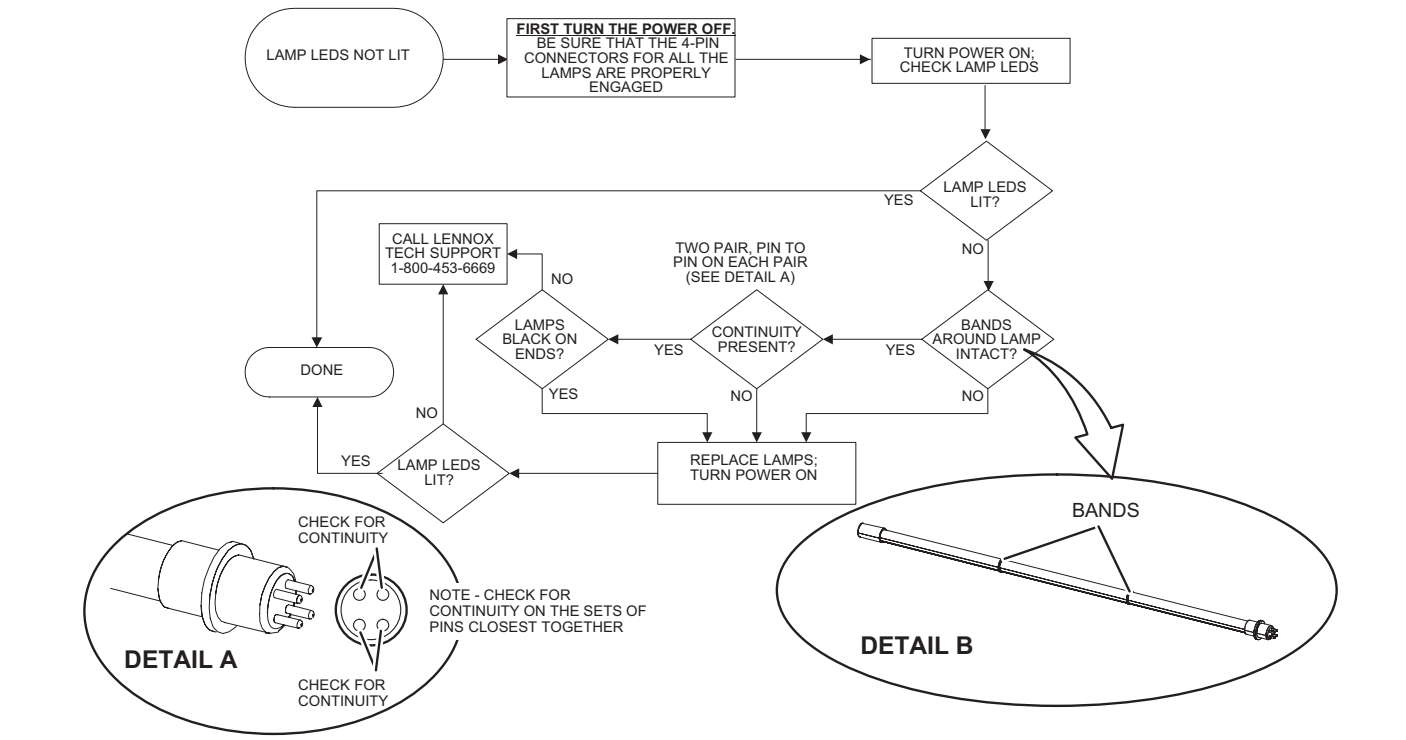 LAMP LEDS NOT LIT
FIRST TURN THE POWER OFF.
BE SURE THAT THE 4-PIN
CONNECTORS FOR ALL THE
LAMPS ARE PROPERLY
ENGAGED
TURN POWER ON;
CHECK LAMP LEDS
LAMP LEDS
LIT?
YES
NO
CALL LENNOX
TECH SUPPORT
1-800-453-6669
TWO PAIR, PIN TO
PIN ON EACH PAIR
(SEE DETAIL A)
NO
LAMPS
BLACK ON
ENDS?
YES
CONTINUITY
PRESENT?
YES
BANDS
AROUND LAMP
INTACT?
DONE
YES
NO
NO
NO
YES
LAMP LEDS
LIT?
REPLACE LAMPS;
TURN POWER ON
CHECK FOR
CONTINUITY
NOTE - CHECK FOR
CONTINUITY ON THE SETS OF
PINS CLOSEST TOGETHER
DETAIL A
CHECK FOR
CONTINUITY
BANDS
DETAIL B